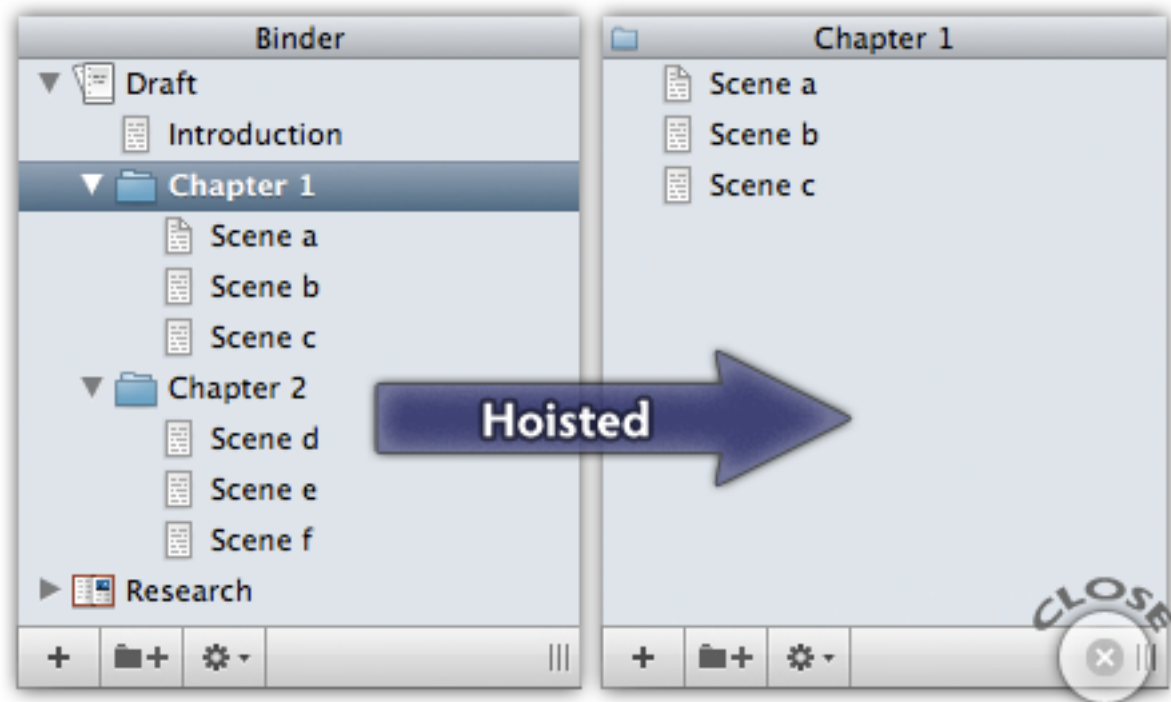 Binder
Draft
Introduction
Chapter 1
Scene a
Scene b
Scene c
Chapter 2
Scene d
Scene e
Scene f
Research
Hoisted
Chapter 1
Scene a
Scene b
Scene c
CLOSE